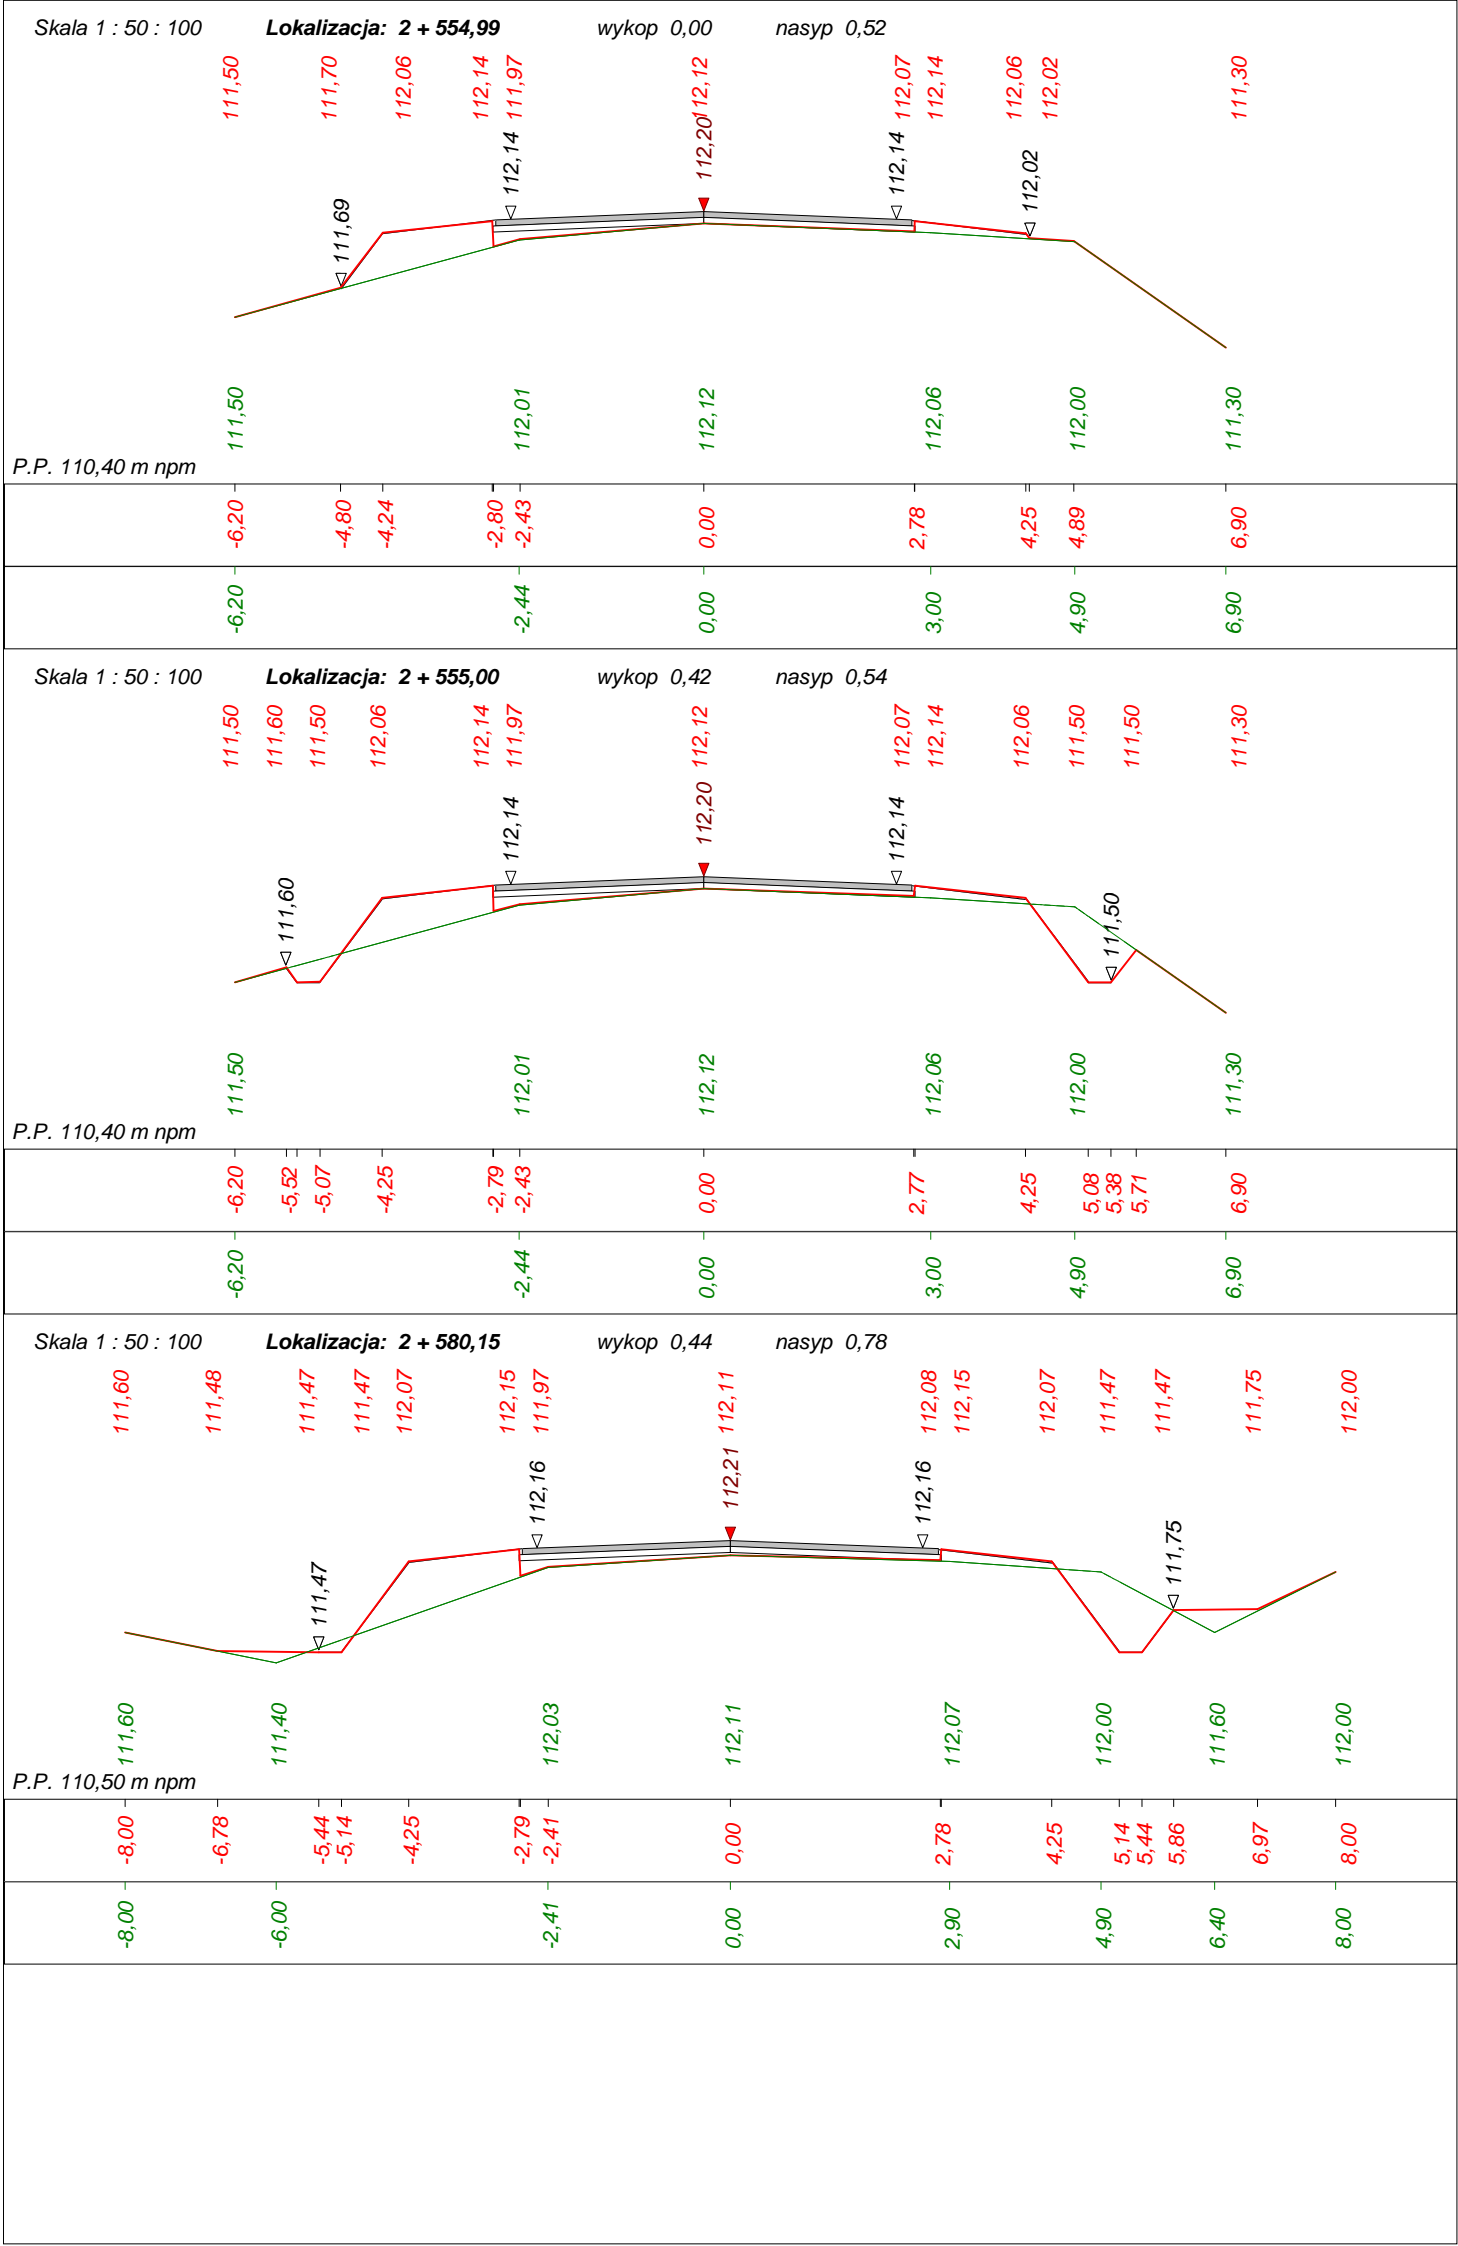 Skala 1 : 50 : 100 Lokalizacja: 2 + 554,99 wykop 0,00 nasyp 0,52
111,50 111,70 112,06 112,14 111,97 112,12 112,07 112,14 112,06 112,02 111,30
111,69 112,14 112,20 112,14 112,02
111,50 112,01 112,12 112,06 112,00 111,30
P.P. 110,40 m npm
-6,20 -4,80 -4,24 -2,80 -2,43 0,00 2,78 4,25 4,89 6,90
-6,20 -2,44 0,00 3,00 4,90 6,90
Skala 1 : 50 : 100 Lokalizacja: 2 + 555,00 wykop 0,42 nasyp 0,54
111,50 111,60 111,50 112,06 112,14 111,97 112,12 112,07 112,14 112,06 111,50 111,50 111,30
111,60 112,14 112,20 112,14 111,50
111,50 112,01 112,12 112,06 112,00 111,30
P.P. 110,40 m npm
-6,20 -5,52 -5,07 -4,25 -2,79 -2,43 0,00 2,77 4,25 5,08 5,38 5,71 6,90
-6,20 -2,44 0,00 3,00 4,90 6,90
Skala 1 : 50 : 100 Lokalizacja: 2 + 580,15 wykop 0,44 nasyp 0,78
111,60 111,48 111,47 111,47 112,07 112,15 111,97 112,11 112,08 112,15 112,07 111,47 111,47 111,75 112,00
111,47 112,16 112,21 112,16 111,75
111,60 111,40 112,03 112,11 112,07 112,00 111,60 112,00
P.P. 110,50 m npm
-8,00 -6,78 -5,44 -5,14 -4,25 -2,79 -2,41 0,00 2,78 4,25 5,14 5,44 5,86 6,97 8,00
-8,00 -6,00 -2,41 0,00 2,90 4,90 6,40 8,00